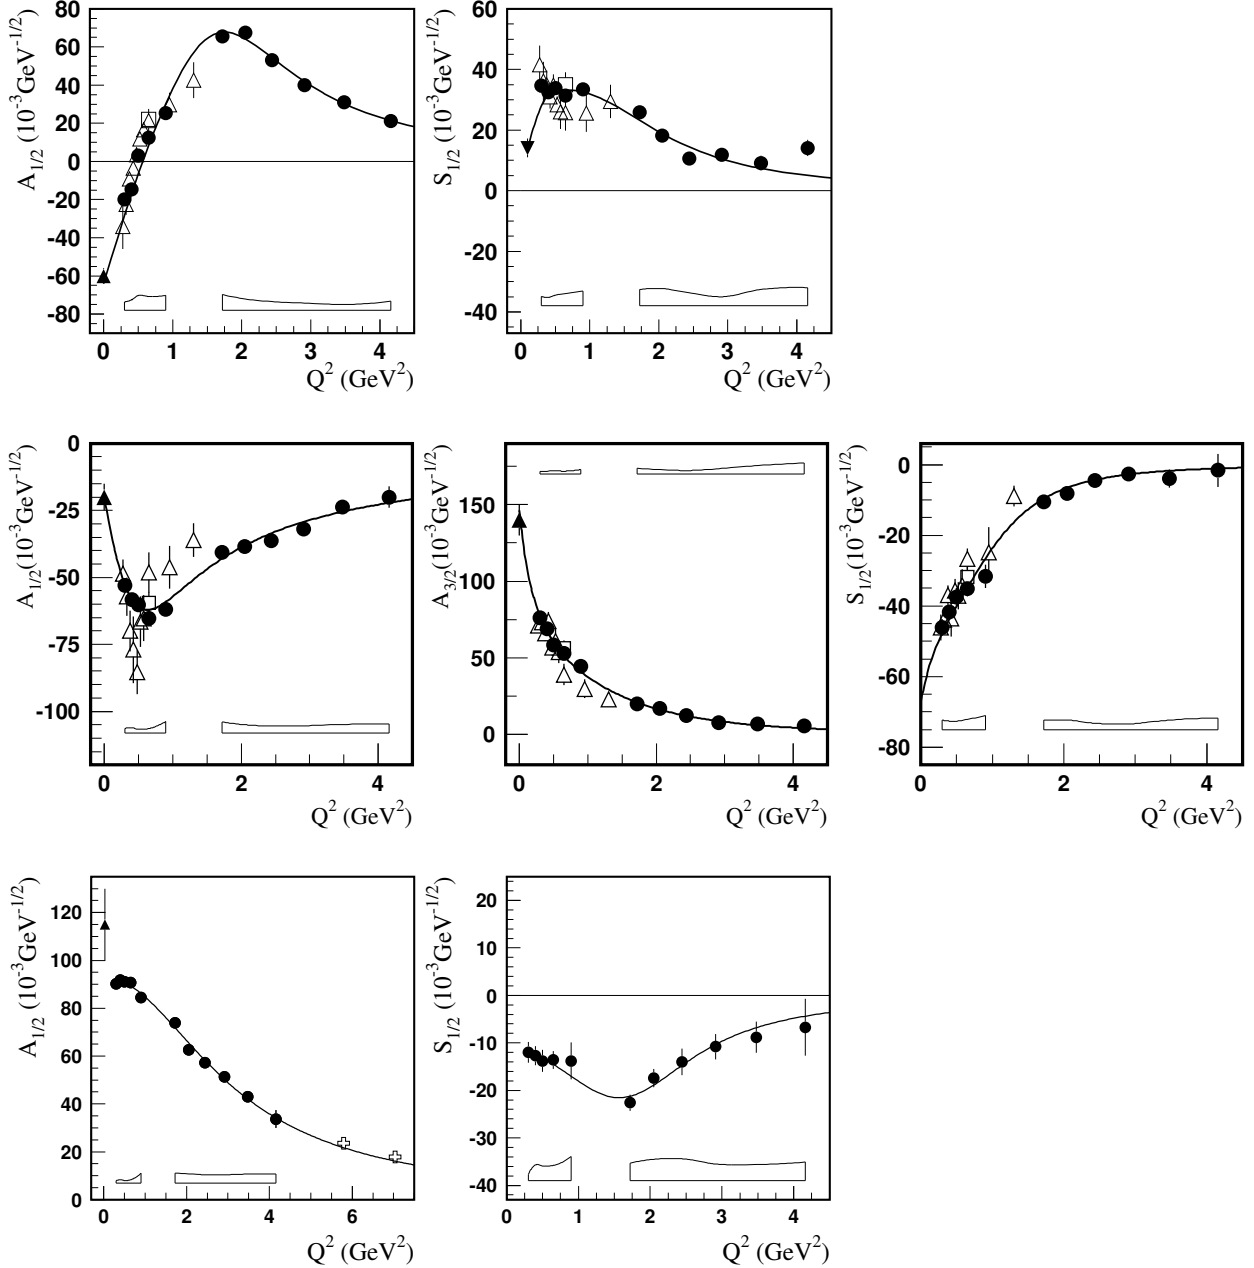 A1/2 (10-3GeV-1/2)
80
60
40
20
0
-20
-40
-60
-80
0 1 2 3 4
Q2 (GeV2)
S1/2 (10-3GeV-1/2)
60
40
20
0
-20
-40
0 1 2 3 4
Q2 (GeV2)
A1/2(10-3GeV-1/2)
0
-25
-50
-75
-100
0 2 4
Q2 (GeV2)
A3/2(10-3GeV-1/2)
150
100
50
0
0 2 4
Q2 (GeV2)
S1/2(10-3GeV-1/2)
0
-20
-40
-60
-80
0 2 4
Q2 (GeV2)
A1/2 (10-3GeV-1/2)
120
100
80
60
40
20
0
0 2 4 6
Q2 (GeV2)
S1/2 (10-3GeV-1/2)
20
10
0
-10
-20
-30
-40
0 1 2 3 4
Q2 (GeV2)